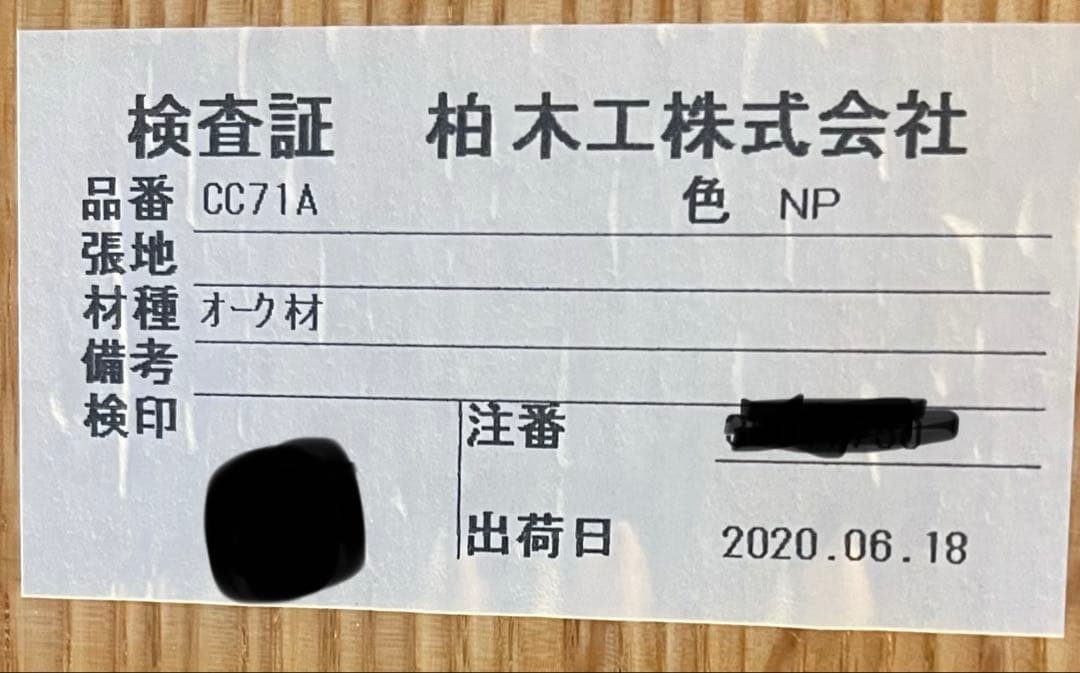 検査証 柏木工株式会社
品番 CC71A 色 NP
張地
材種 オーク材
備考
検印
注番
出荷日 2020.06.18